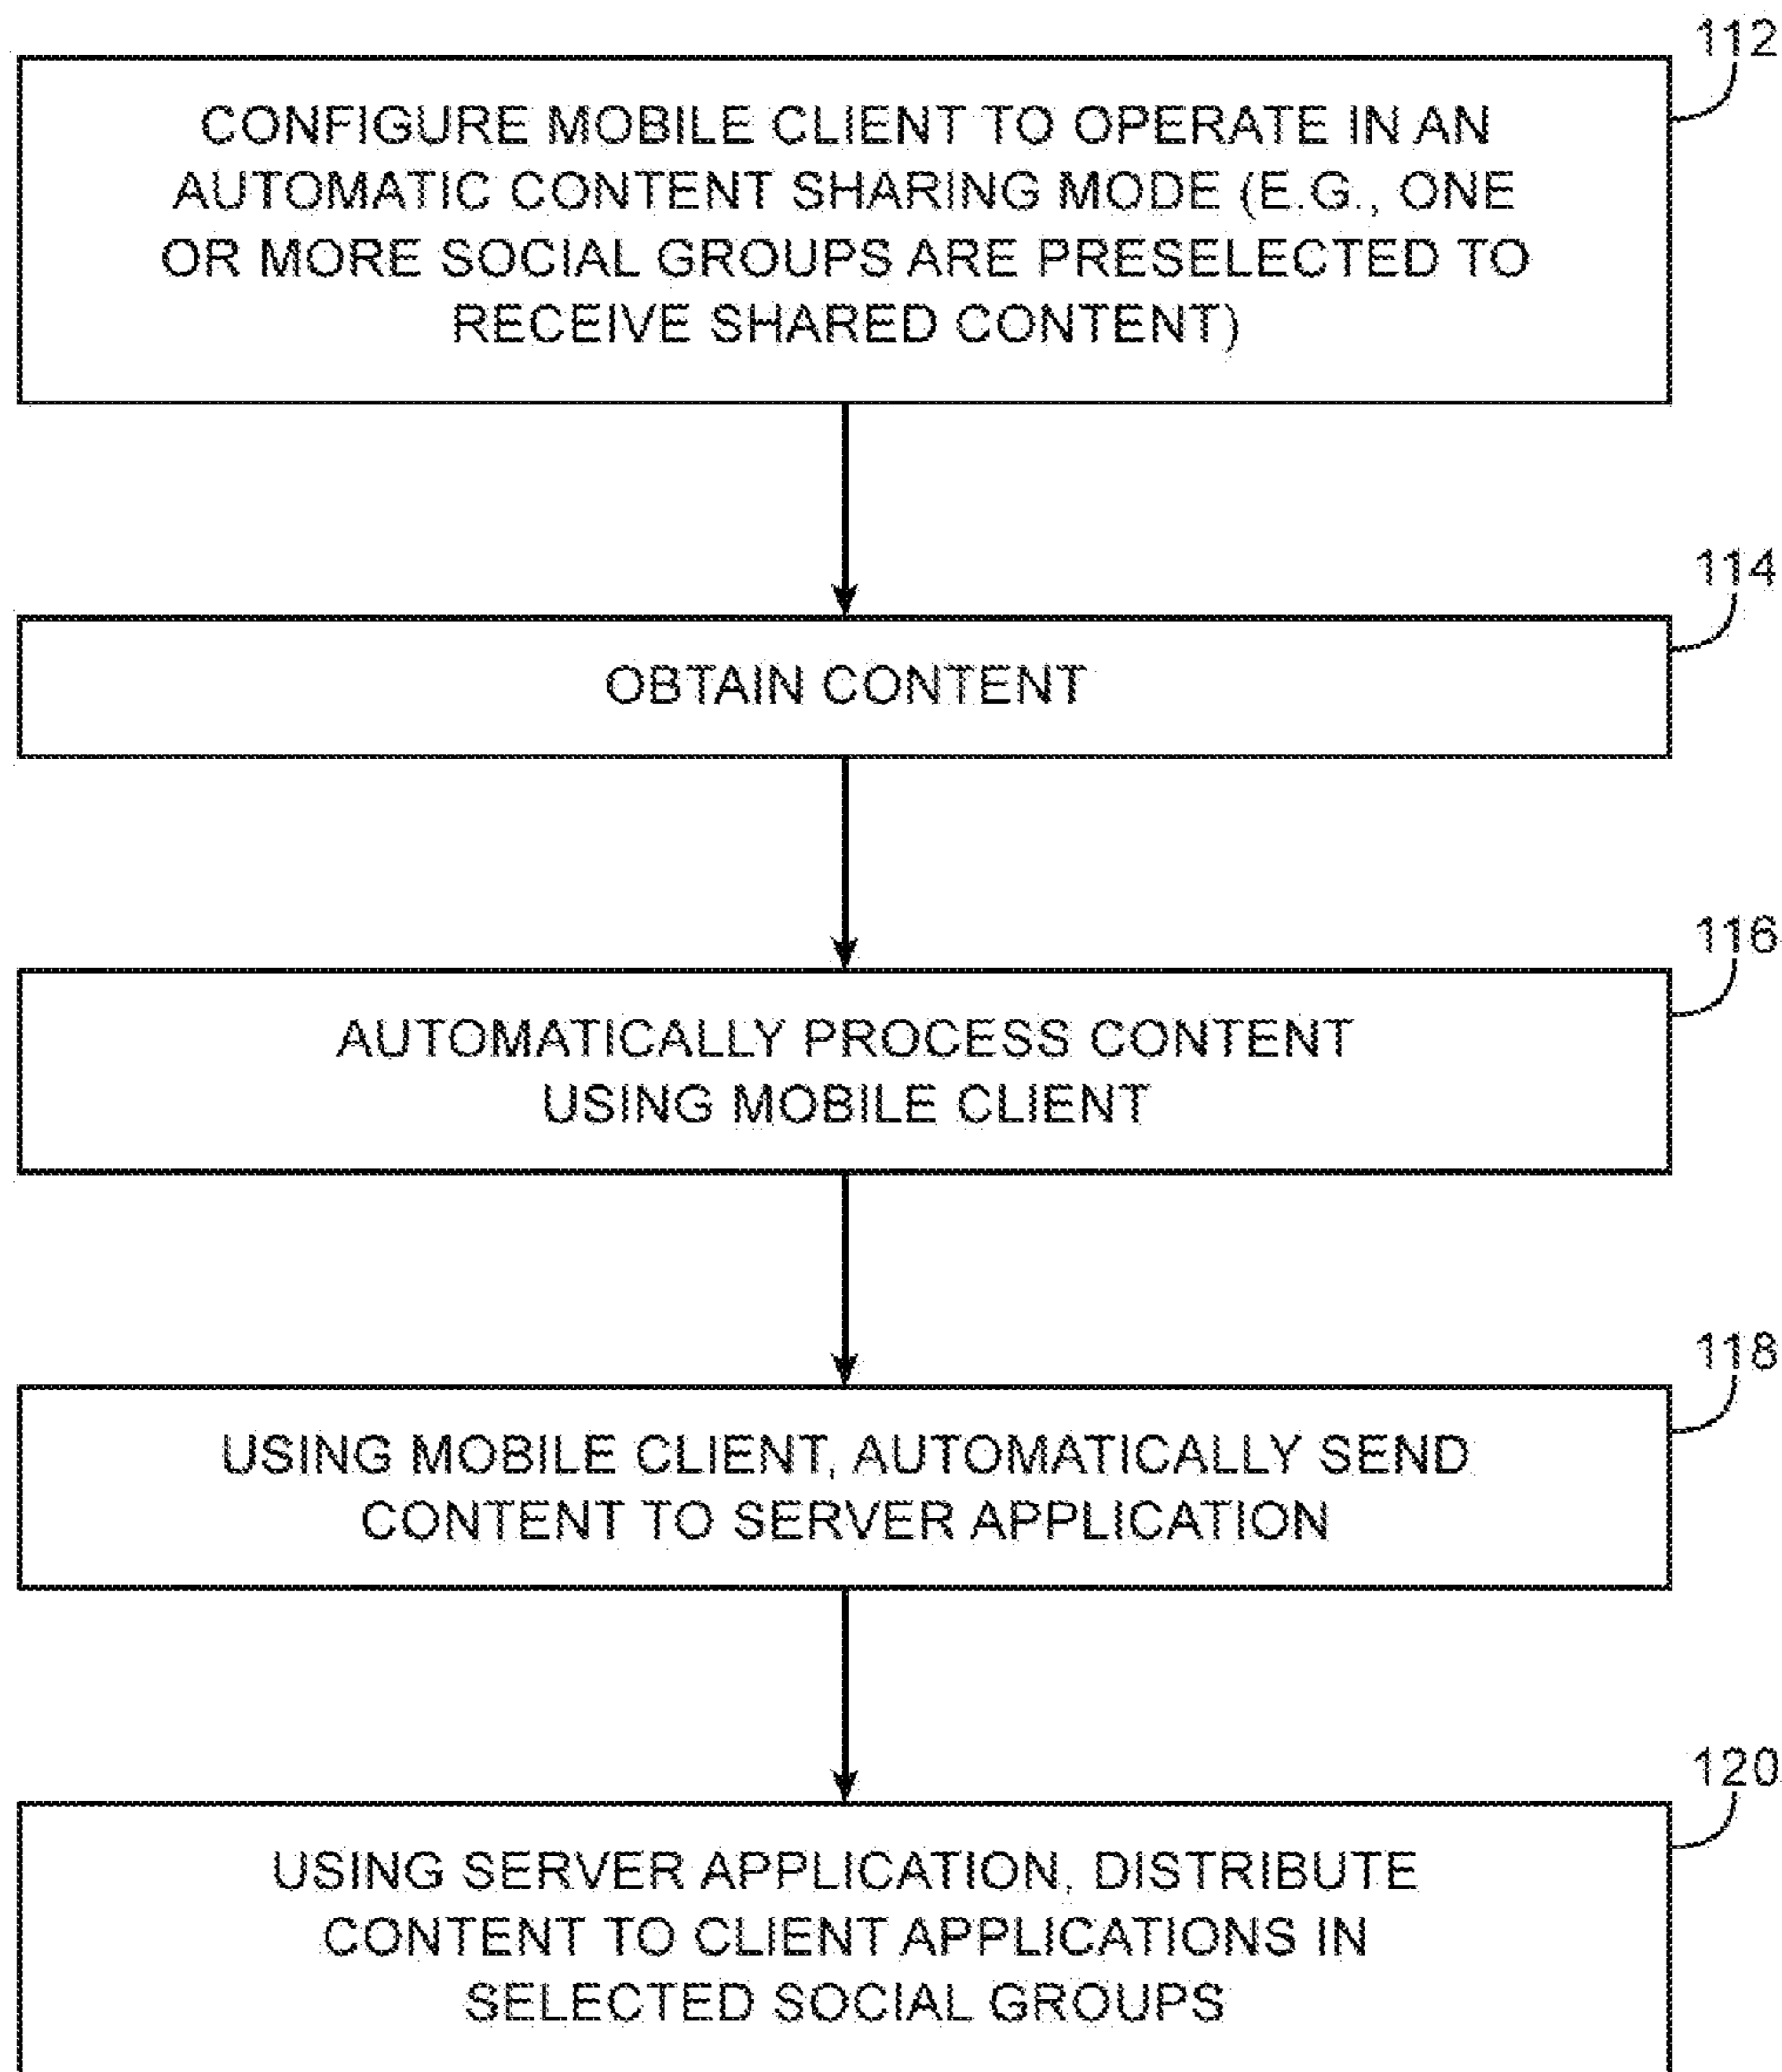 112
CONFIGURE MOBILE CLIENT TO OPERATE IN AN
AUTOMATIC CONTENT SHARING MODE (E.G., ONE
OR MORE SOCIAL GROUPS ARE PRESELECTED TO
RECEIVE SHARED CONTENT)
114
OBTAIN CONTENT
116
AUTOMATICALLY PROCESS CONTENT
USING MOBILE CLIENT
118
USING MOBILE CLIENT, AUTOMATICALLY SEND
CONTENT TO SERVER APPLICATION
120
USING SERVER APPLICATION, DISTRIBUTE
CONTENT TO CLIENT APPLICATIONS IN
SELECTED SOCIAL GROUPS